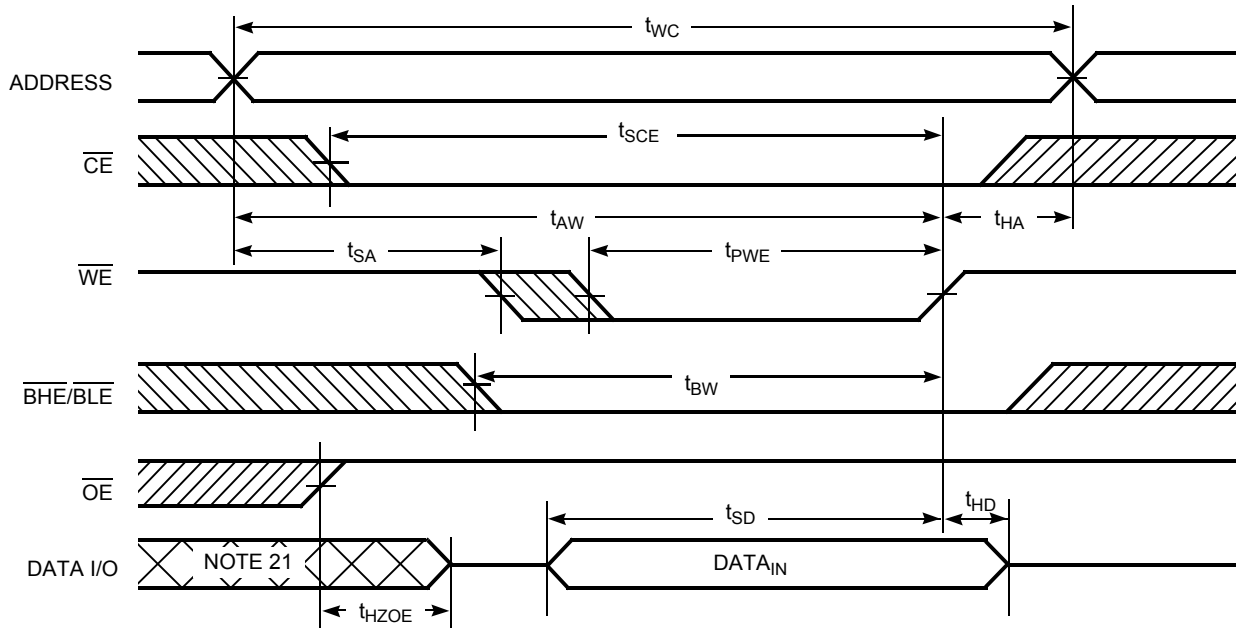 tWC
ADDRESS
tSCE
CE
tAW
tHA
tSA
tPWE
WE
tBW
BHE/BLE
OE
tSD
tHD
DATA I/O
NOTE 21
DATAIN
tHZOE